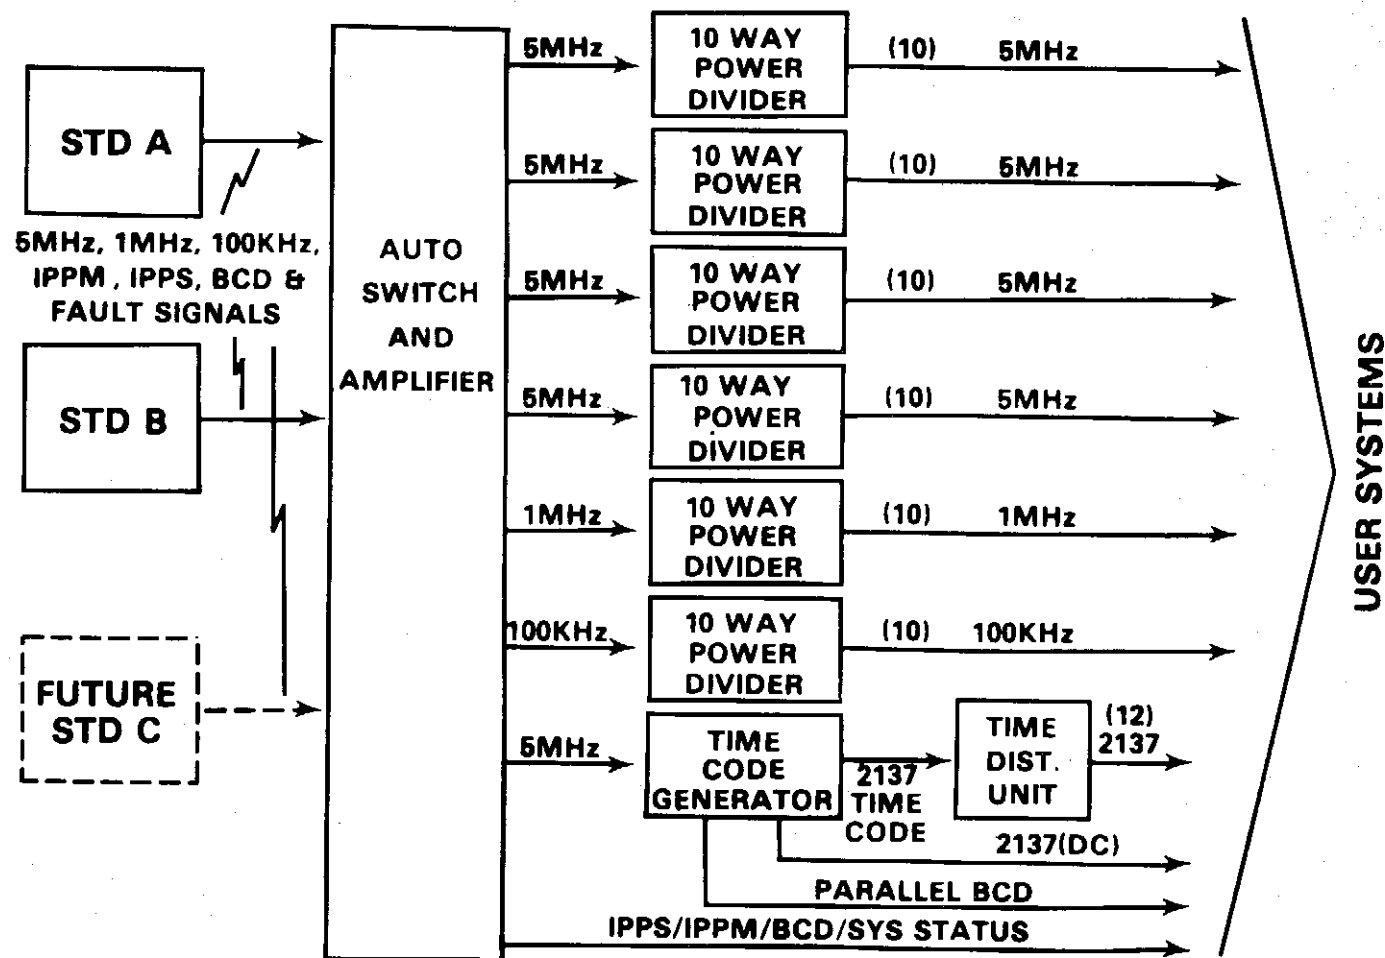 STD A
5MHz, 1MHz, 100KHz,
IPPM, IPPS, BCD &
FAULT SIGNALS
STD B
FUTURE
STD C
AUTO
SWITCH
AND
AMPLIFIER
5MHz
10 WAY
POWER
DIVIDER
(10) 5MHz
5MHz
10 WAY
POWER
DIVIDER
(10) 5MHz
5MHz
10 WAY
POWER
DIVIDER
(10) 5MHz
5MHz
10 WAY
POWER
DIVIDER
(10) 5MHz
1MHz
10 WAY
POWER
DIVIDER
(10) 1MHz
100KHz
10 WAY
POWER
DIVIDER
(10) 100KHz
5MHz
TIME
CODE
GENERATOR
2137
TIME
CODE
TIME
DIST.
UNIT
(12)
2137
2137(DC)
PARALLEL BCD
IPPS/IPPM/BCD/SYS STATUS
USER SYSTEMS